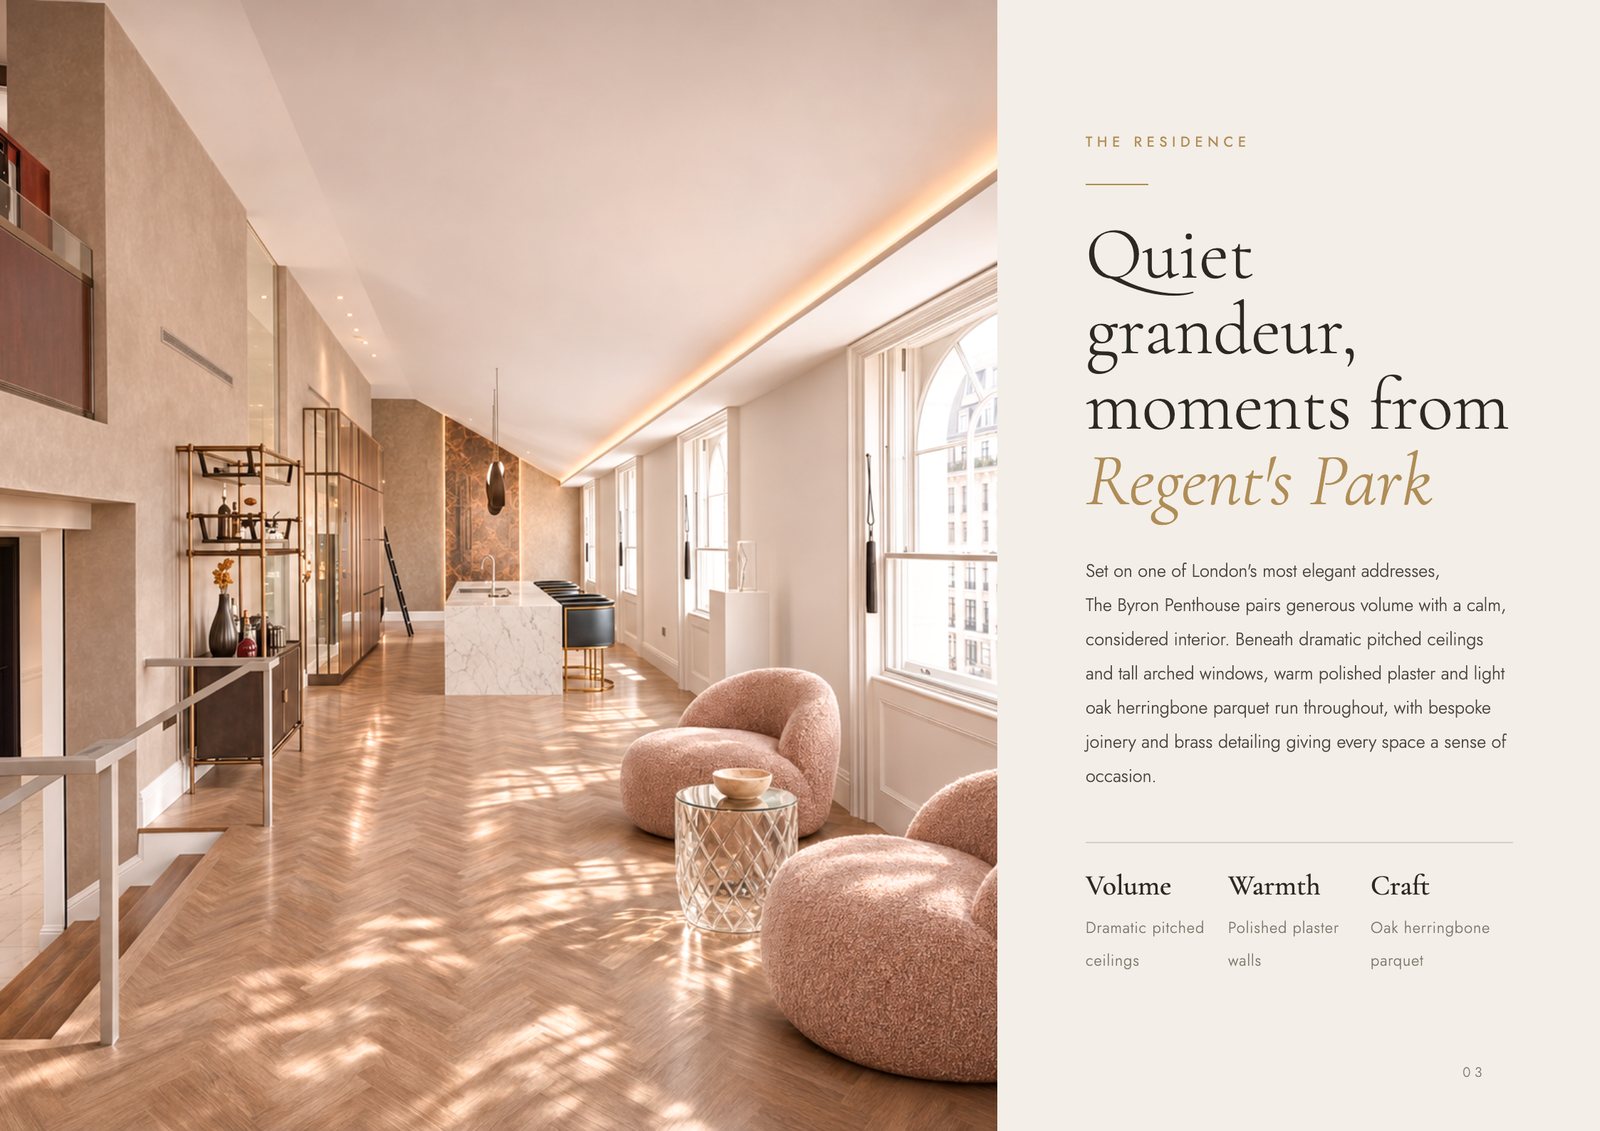 THE RESIDENCE
Quiet
grandeur,
moments from
Regent's Park
Set on one of London's most elegant addresses,
The Byron Penthouse pairs generous volume with a calm,
considered interior. Beneath dramatic pitched ceilings
and tall arched windows, warm polished plaster and light
oak herringbone parquet run throughout, with bespoke
joinery and brass detailing giving every space a sense of
occasion.
Volume
Dramatic pitched
ceilings
Warmth
Polished plaster
walls
Craft
Oak herringbone
parquet
03